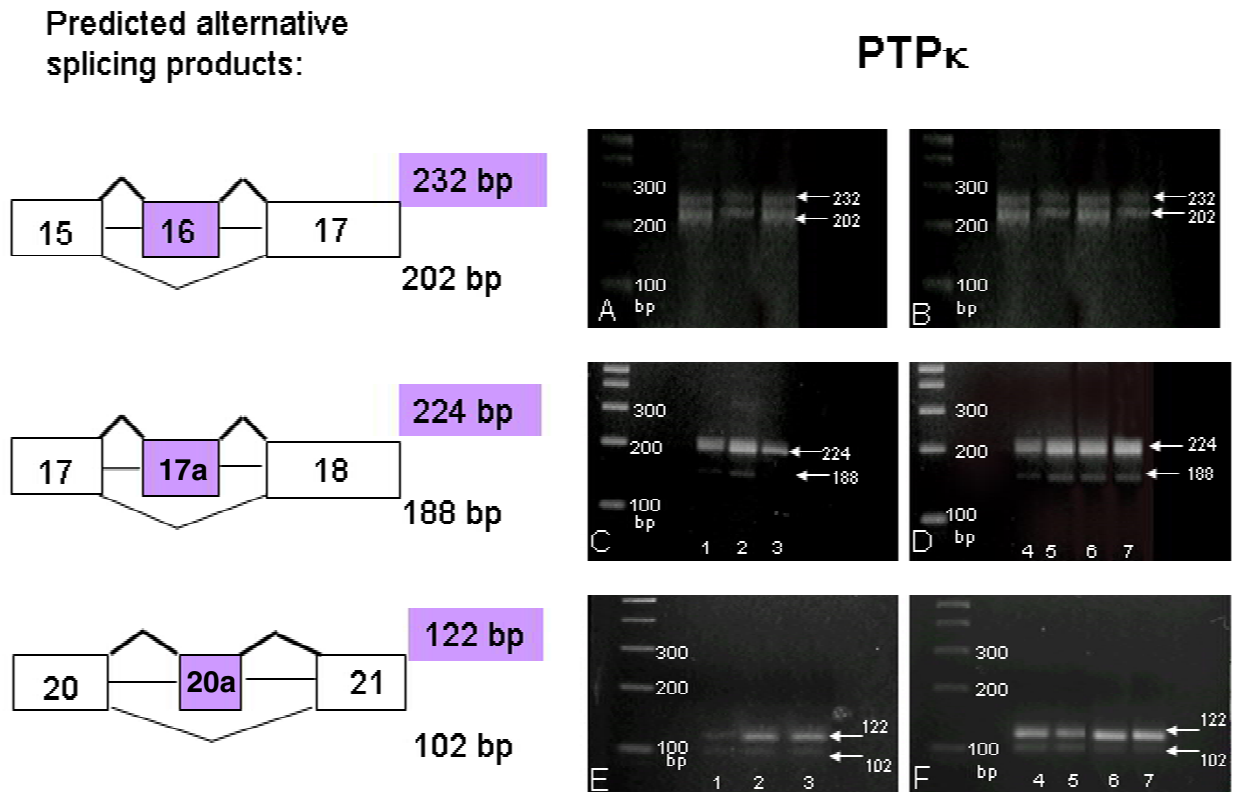 Predicted alternative
splicing products:
PTPκ
15
16
17
232 bp
202 bp
300
200
100
bp
A
232
202
300
200
100
bp
B
232
202
17
17a
18
224 bp
188 bp
300
200
100
bp
C
1 2 3
224
188
300
200
100
bp
D
4 5 6 7
224
188
20
20a
21
122 bp
102 bp
300
200
100
bp
E
1 2 3
122
102
300
200
100
F
4 5 6 7
122
102